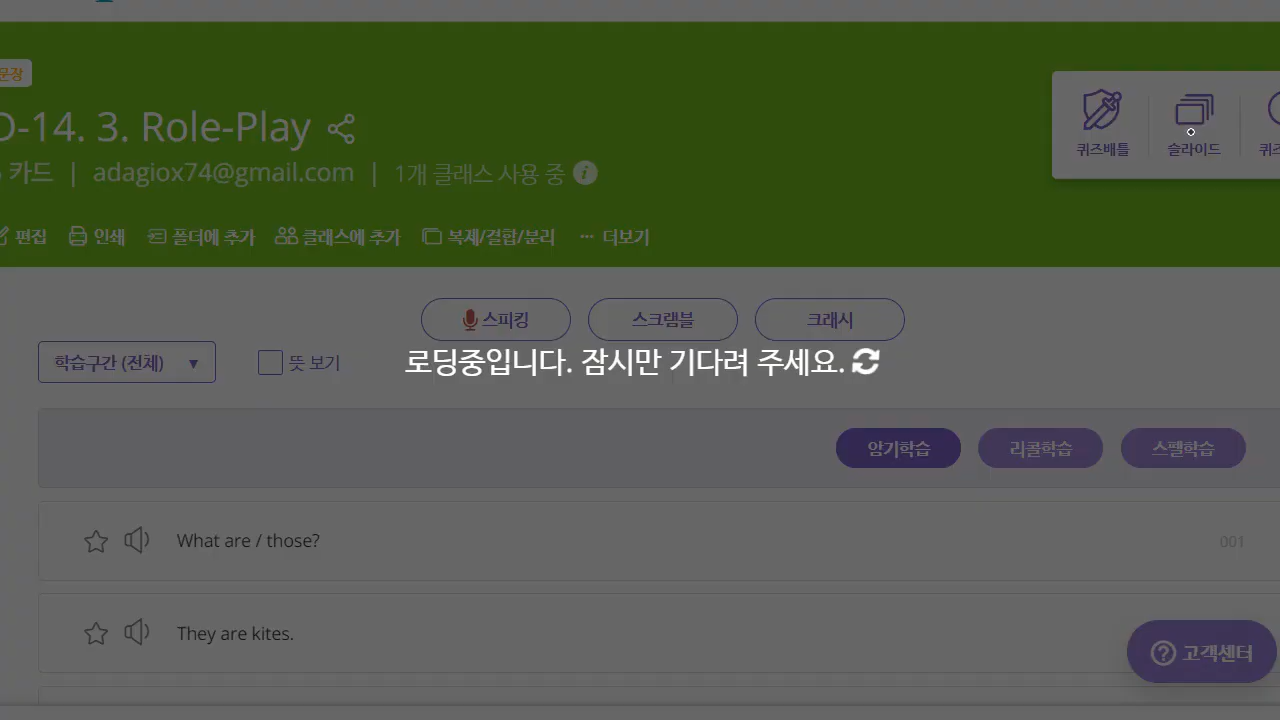 문장
D-14. 3. Role-Play
카드 | adagiox74@gmail.com | 1개 클래스 사용 중 i
편집 인쇄 폴더에 추가 클래스에 추가 복제/결합/분리 ··· 더보기
퀴즈배틀 슬라이드 퀴즈
스피킹 스크램블 크래시
학습구간 (전체) ▼ 뜻 보기
로딩중입니다. 잠시만 기다려 주세요.
암기학습 리콜학습 스펠학습
What are / those? 001
They are kites.
? 고객센터